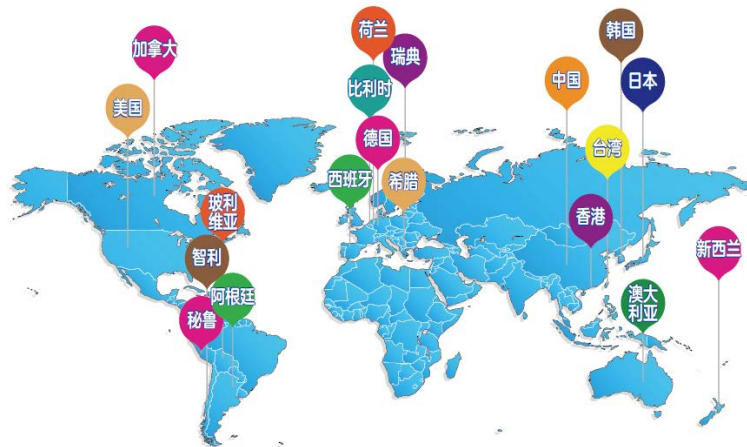 荷兰
韩国
加拿大
瑞典
美国
比利时
中国
日本
德国
台湾
西班牙
希腊
玻利
维亚
香港
智利
新西兰
阿根廷
澳大
利亚
秘鲁